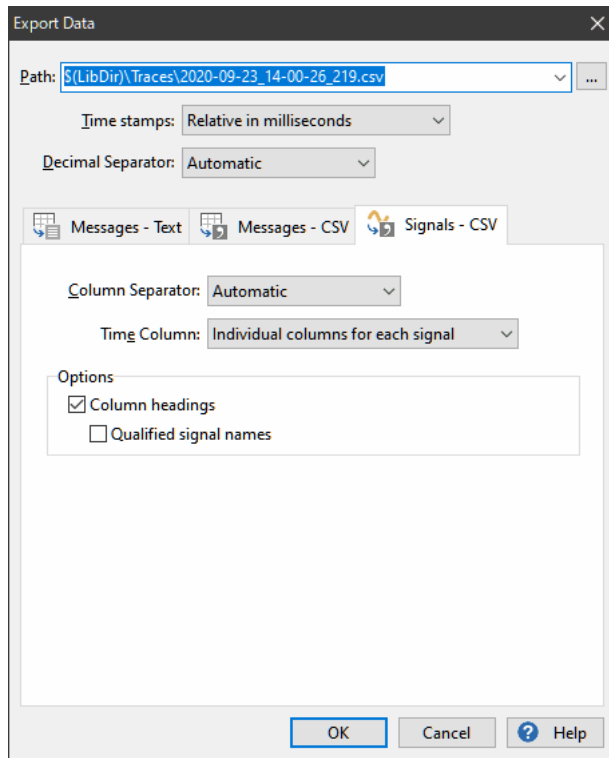 Export Data
Path: $(LibDir)\Traces\2020-09-23_14-00-26_219.csv ...
Time stamps: Relative in milliseconds
Decimal Separator: Automatic
Messages - Text Messages - CSV Signals - CSV
Column Separator: Automatic
Time Column: Individual columns for each signal
Options
Column headings
Qualified signal names
OK Cancel Help